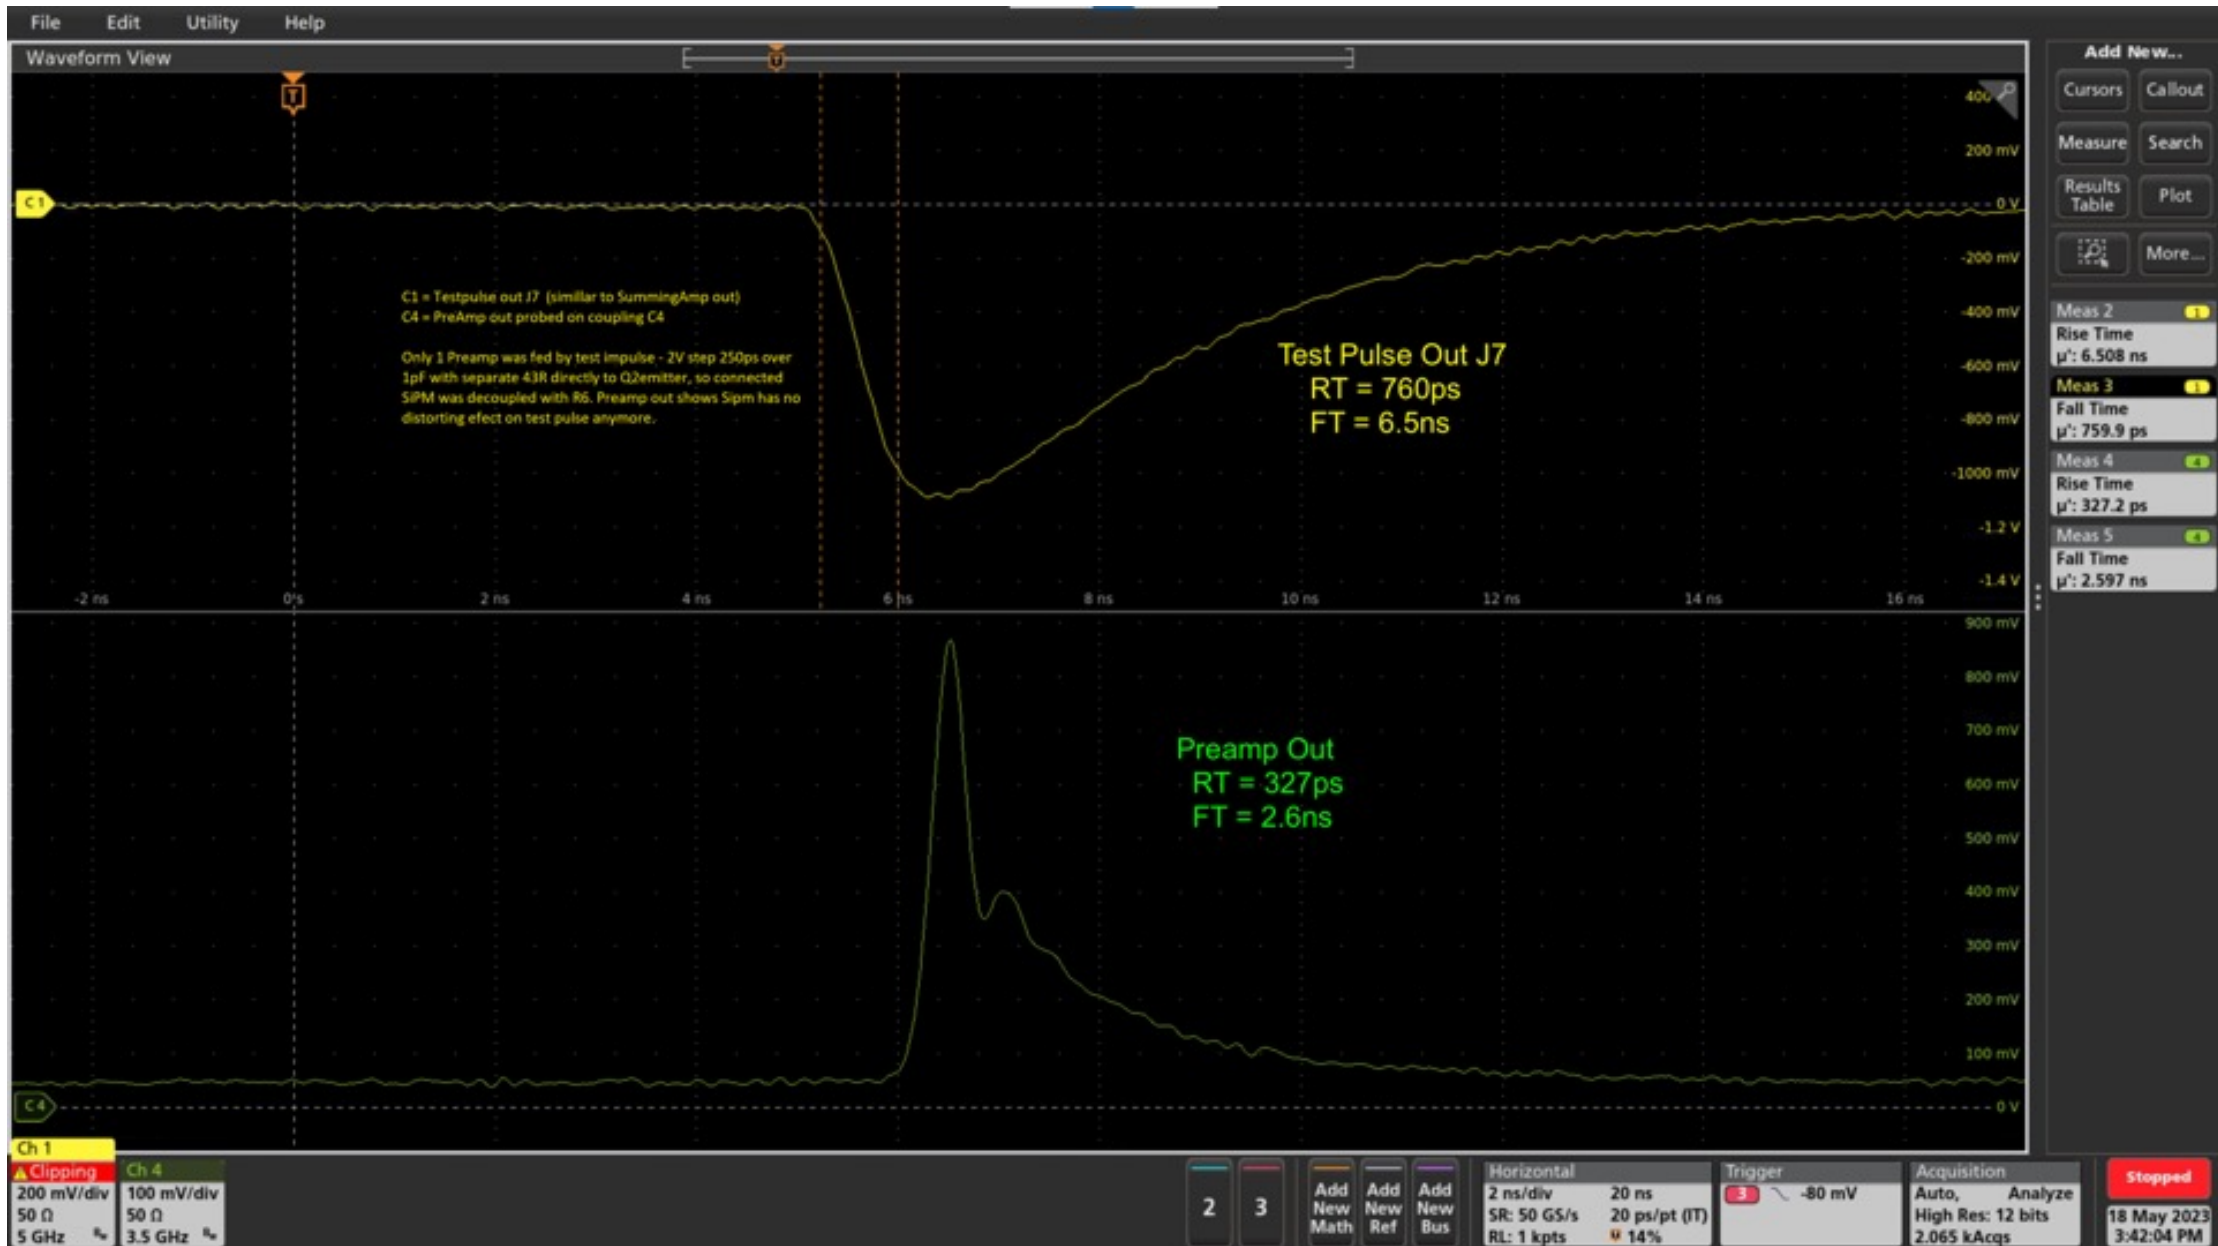 File Edit Utility Help
Waveform View
Add New...
Cursors Callout
Measure Search
Results Table Plot
More...
Meas 2 1
Rise Time
µ': 6.508 ns
Meas 3 1
Fall Time
µ': 759.9 ps
Meas 4 4
Rise Time
µ': 327.2 ps
Meas 5 4
Fall Time
µ': 2.597 ns
T
T
C1
400
200 mV
0 V
-200 mV
-400 mV
-600 mV
-800 mV
-1000 mV
-1.2 V
-1.4 V
C1 = Testpulse out J7 (simillar to SummingAmp out)
C4 = PreAmp out probed on coupling C4
Only 1 Preamp was fed by test impulse - 2V step 250ps over
1pF with separate 43R directly to Q2emitter, so connected
SiPM was decoupled with R6. Preamp out shows Sipm has no
distorting efect on test pulse anymore.
Test Pulse Out J7
RT = 760ps
FT = 6.5ns
-2 ns 0 s 2 ns 4 ns 6 ns 8 ns 10 ns 12 ns 14 ns 16 ns
900 mV
800 mV
700 mV
600 mV
500 mV
400 mV
300 mV
200 mV
100 mV
0 V
Preamp Out
RT = 327ps
FT = 2.6ns
C4
Ch 1
Clipping
200 mV/div
50 Ω
5 GHz
Ch 4
100 mV/div
50 Ω
3.5 GHz
2 3
Add New Math
Add New Ref
Add New Bus
Horizontal
2 ns/div 20 ns
SR: 50 GS/s 20 ps/pt (IT)
RL: 1 kpts 14%
Trigger
3 -80 mV
Acquisition
Auto, Analyze
High Res: 12 bits
2.065 kAcqs
Stopped
18 May 2023
3:42:04 PM